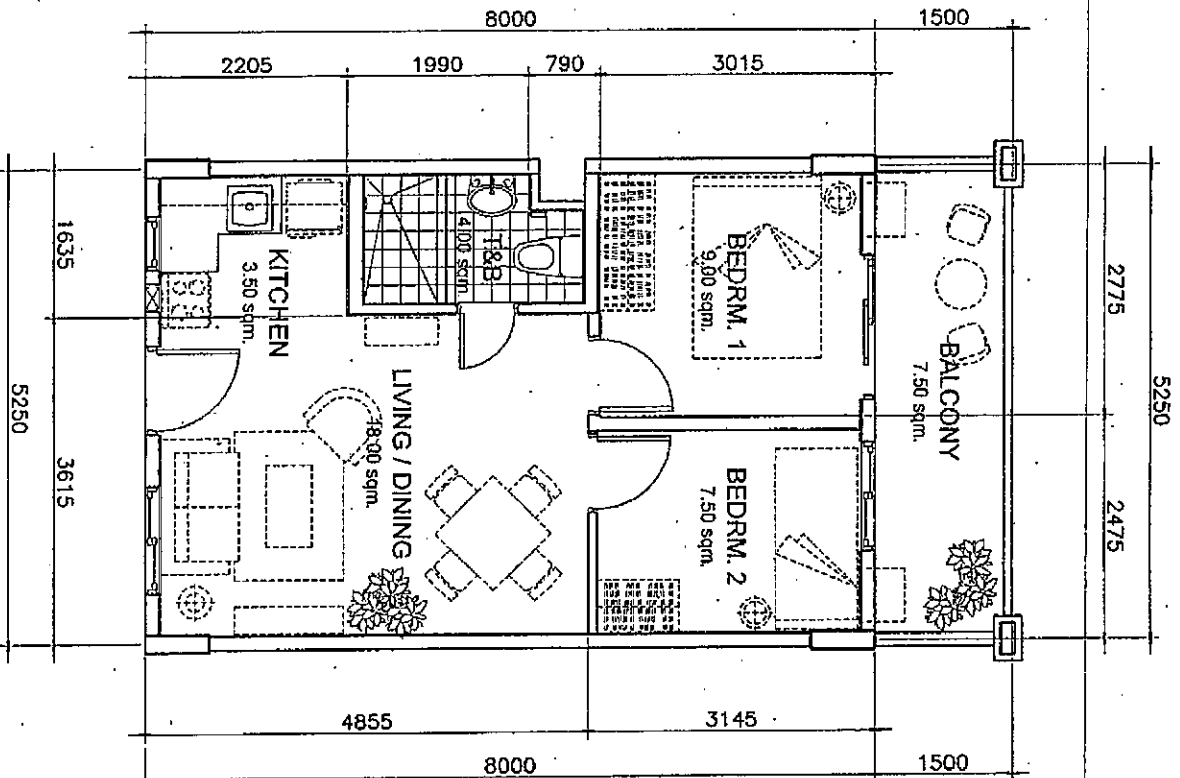 8000
1500
2205
1990
790
3015
KITCHEN
3.50 sqm.
T&B
4.00 sqm.
BEDRM. 1
9.00 sqm.
BALCONY
7.50 sqm.
LIVING / DINING
18.00 sqm.
BEDRM. 2
7.50 sqm.
1635
3615
5250
2775
2475
5250
4855
3145
8000
1500